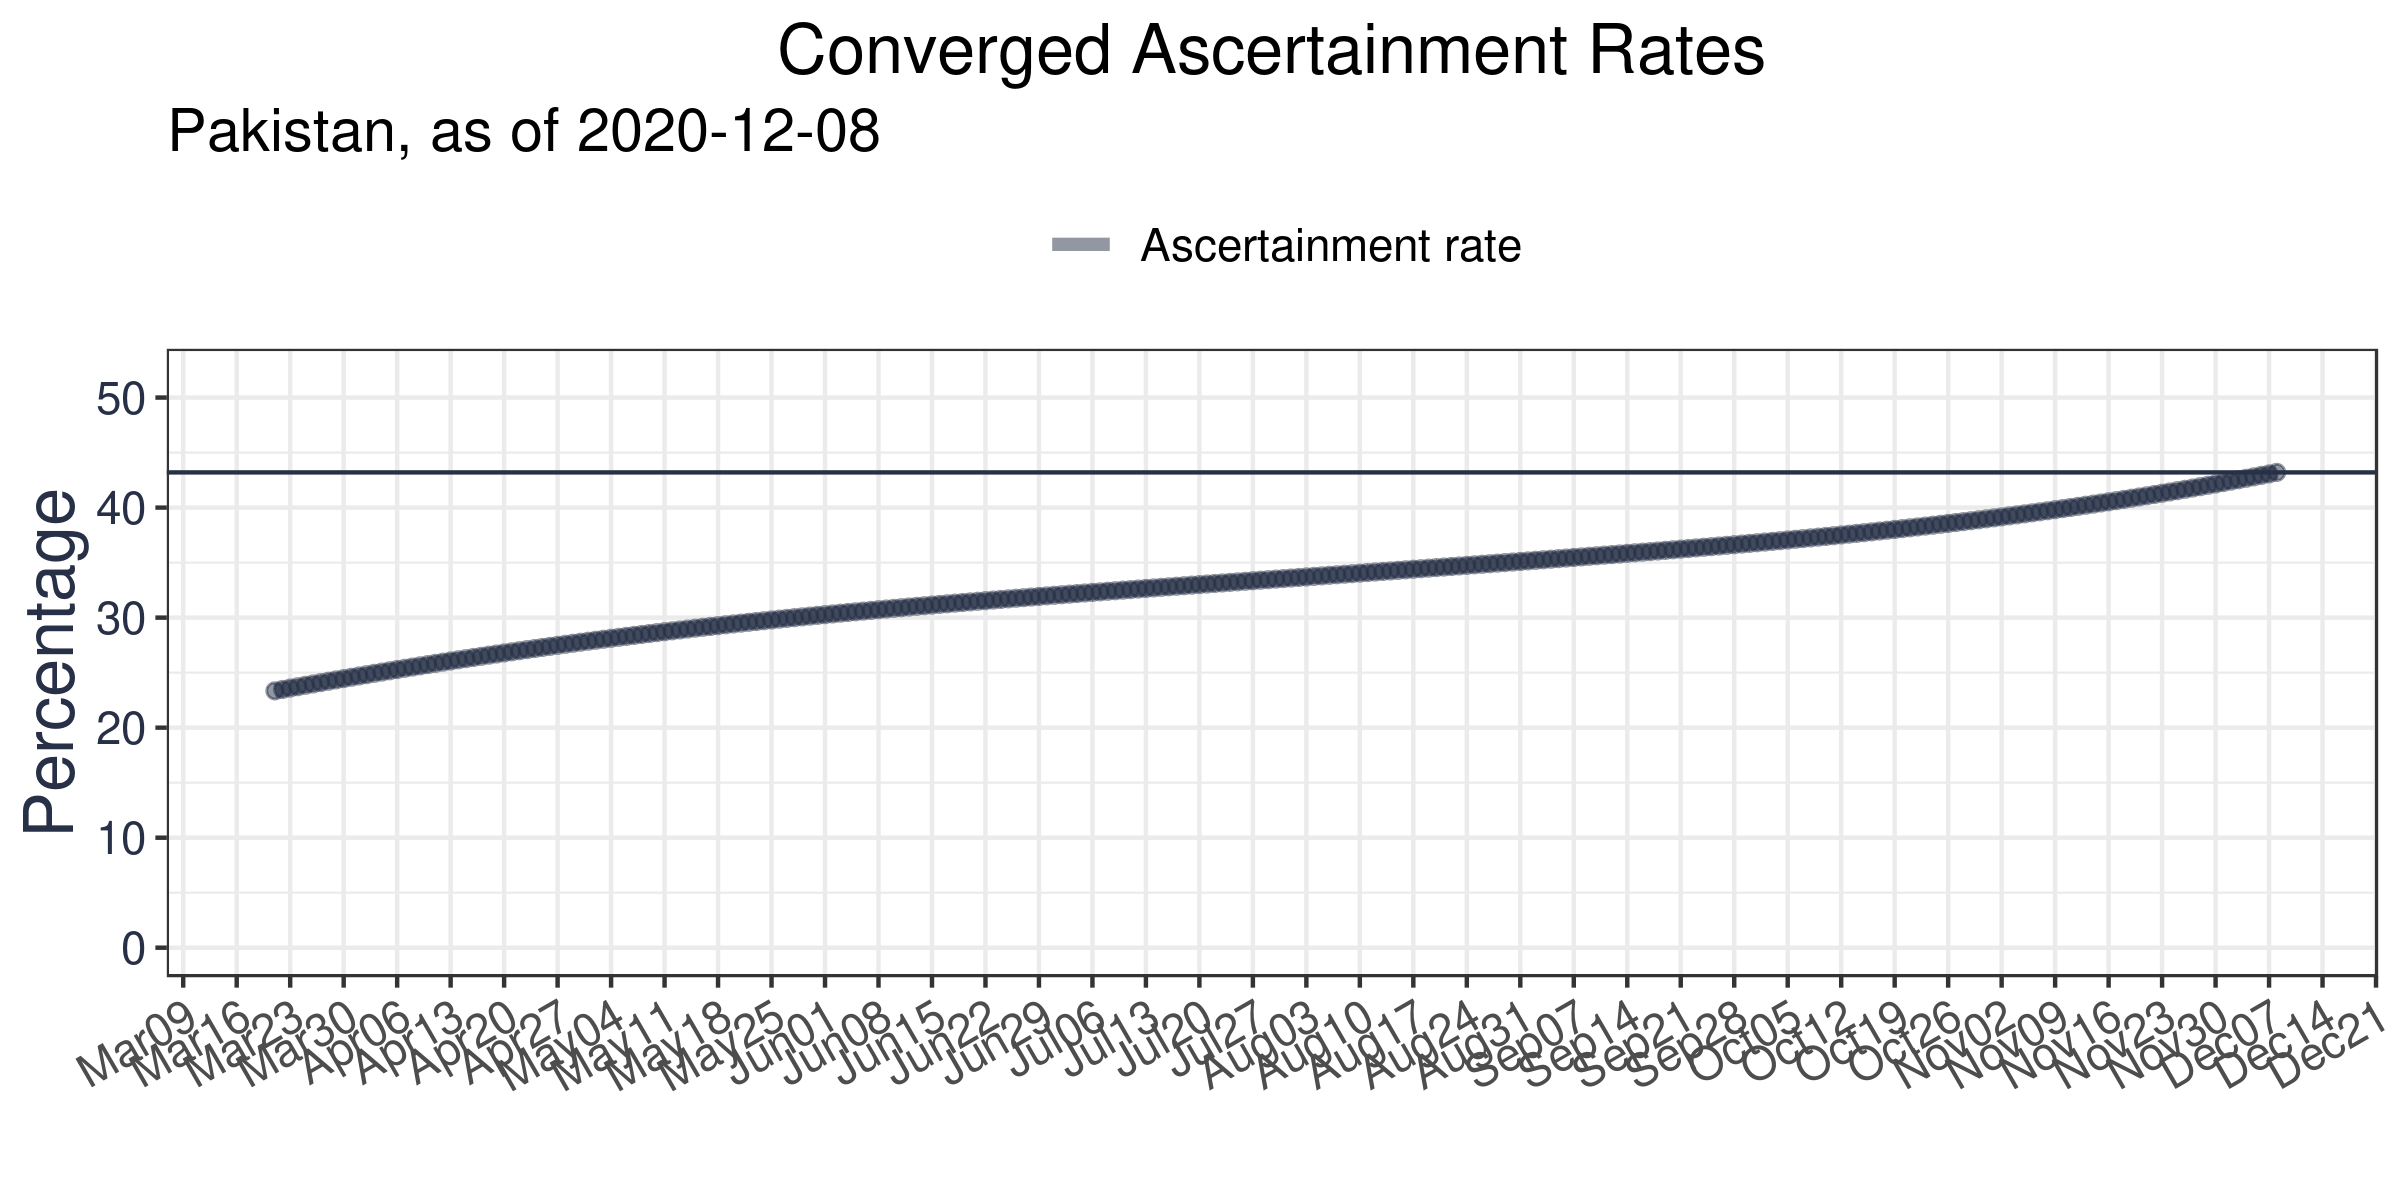 Converged Ascertainment Rates
Pakistan, as of 2020-12-08
Ascertainment rate
Percentage
50
40
30
20
10
0
Mar09 Mar16 Mar23 Mar30 Apr06 Apr13 Apr20 Apr27 May04 May11 May18 May25 Jun01 Jun08 Jun15 Jun22 Jun29 Jul06 Jul13 Jul20 Jul27 Aug03 Aug10 Aug17 Aug24 Aug31 Sep07 Sep14 Sep21 Sep28 Oct05 Oct12 Oct19 Oct26 Nov02 Nov09 Nov16 Nov23 Nov30 Dec07 Dec14 Dec21